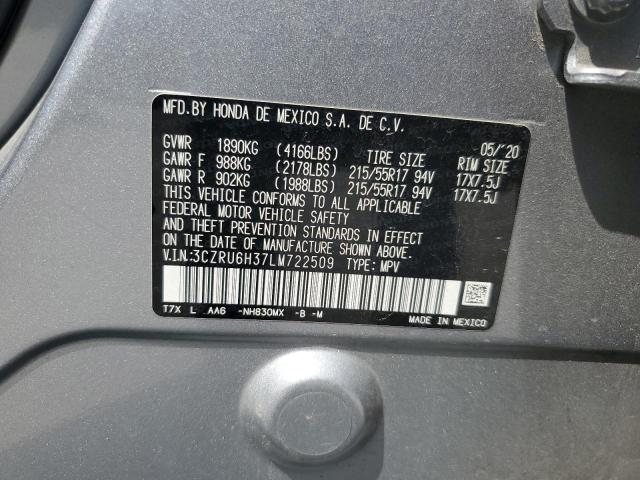 MFD.BY HONDA DE MEXICO S.A. DE C.V.
05/'20
GVWR 1890KG (4166LBS) TIRE SIZE RIM SIZE
GAWR F 988KG (2178LBS) 215/55R17 94V 17X7.5J
GAWR R 902KG (1988LBS) 215/55R17 94V 17X7.5J
THIS VEHICLE CONFORMS TO ALL APPLICABLE
FEDERAL MOTOR VEHICLE SAFETY
AND THEFT PREVENTION STANDARDS IN EFFECT
ON THE DATE OF MANUFACTURE SHOWN ABOVE.
V.I.N:3CZRU6H37LM722509 TYPE: MPV
T7X L AA6 -NH830MX -B -M MADE IN MEXICO